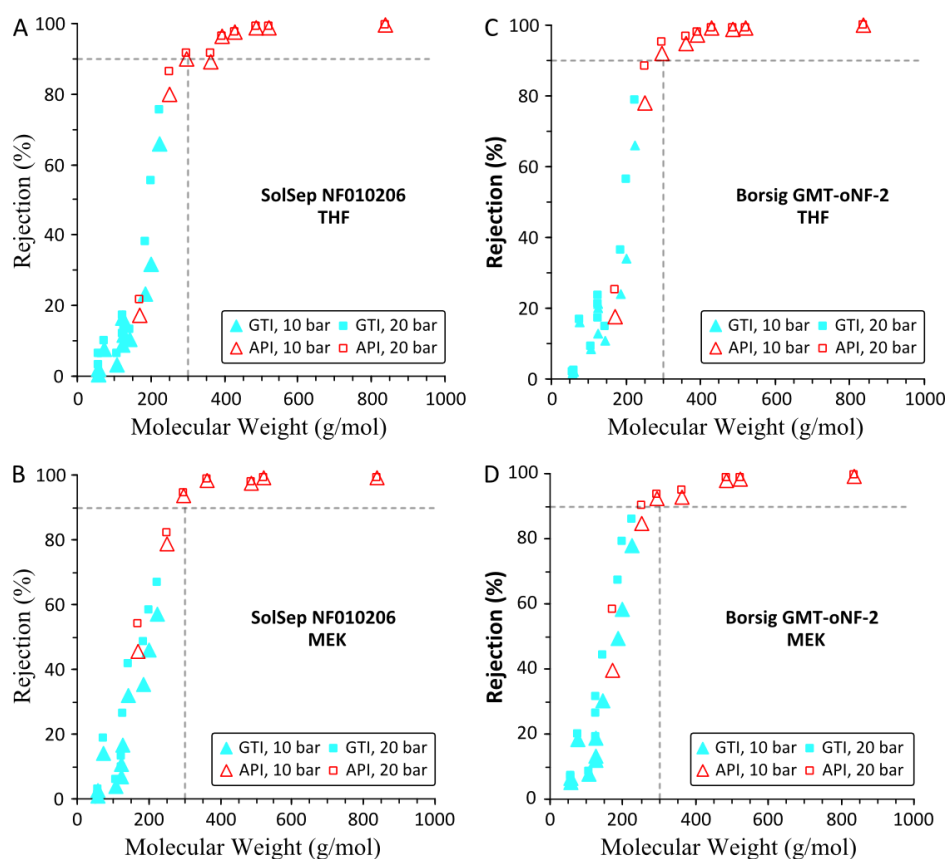 A
100
80
60
40
20
0
Rejection (%)
SolSep NF010206
THF
GTI, 10 bar GTI, 20 bar
API, 10 bar API, 20 bar
0 200 400 600 800 1000
Molecular Weight (g/mol)
C
100
80
60
40
20
0
Rejection (%)
Borsig GMT-oNF-2
THF
GTI, 10 bar GTI, 20 bar
API, 10 bar API, 20 bar
0 200 400 600 800 1000
Molecular Weight (g/mol)
B
100
80
60
40
20
0
Rejection (%)
SolSep NF010206
MEK
GTI, 10 bar GTI, 20 bar
API, 10 bar API, 20 bar
0 200 400 600 800 1000
Molecular Weight (g/mol)
D
100
80
60
40
20
0
Rejection (%)
Borsig GMT-oNF-2
MEK
GTI, 10 bar GTI, 20 bar
API, 10 bar API, 20 bar
0 200 400 600 800 1000
Molecular Weight (g/mol)